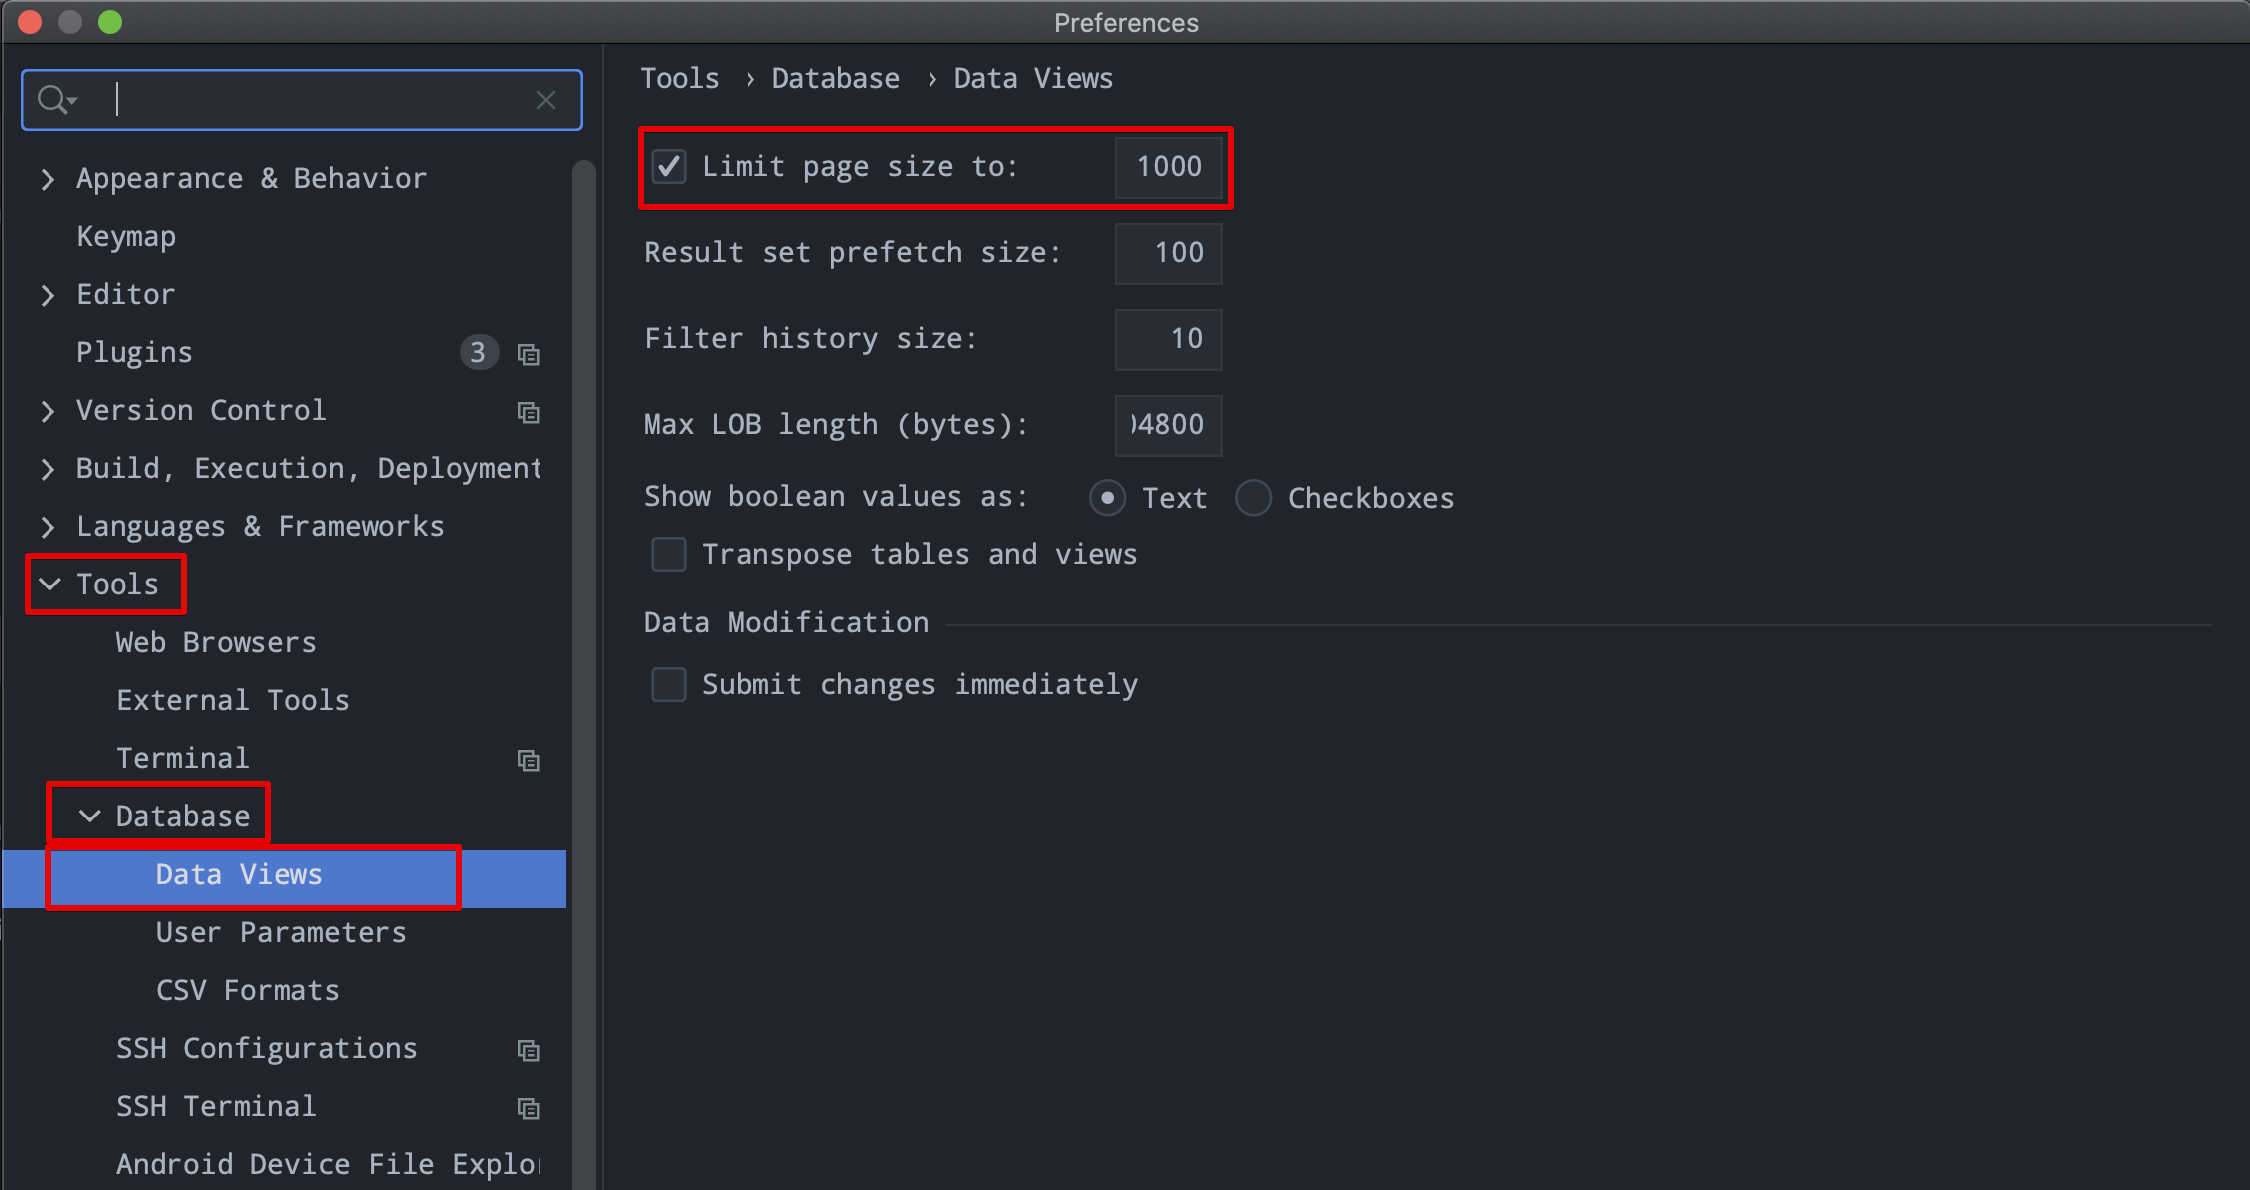 Preferences
Appearance & Behavior
Keymap
Editor
Plugins 3
Version Control
Build, Execution, Deployment
Languages & Frameworks
Tools
Web Browsers
External Tools
Terminal
Database
Data Views
User Parameters
CSV Formats
SSH Configurations
SSH Terminal
Android Device File
Tools › Database › Data Views
Limit page size to: 1000
Result set prefetch size: 100
Filter history size: 10
Max LOB length (bytes): 04800
Show boolean values as: Text Checkboxes
Transpose tables and views
Data Modification
Submit changes immediately